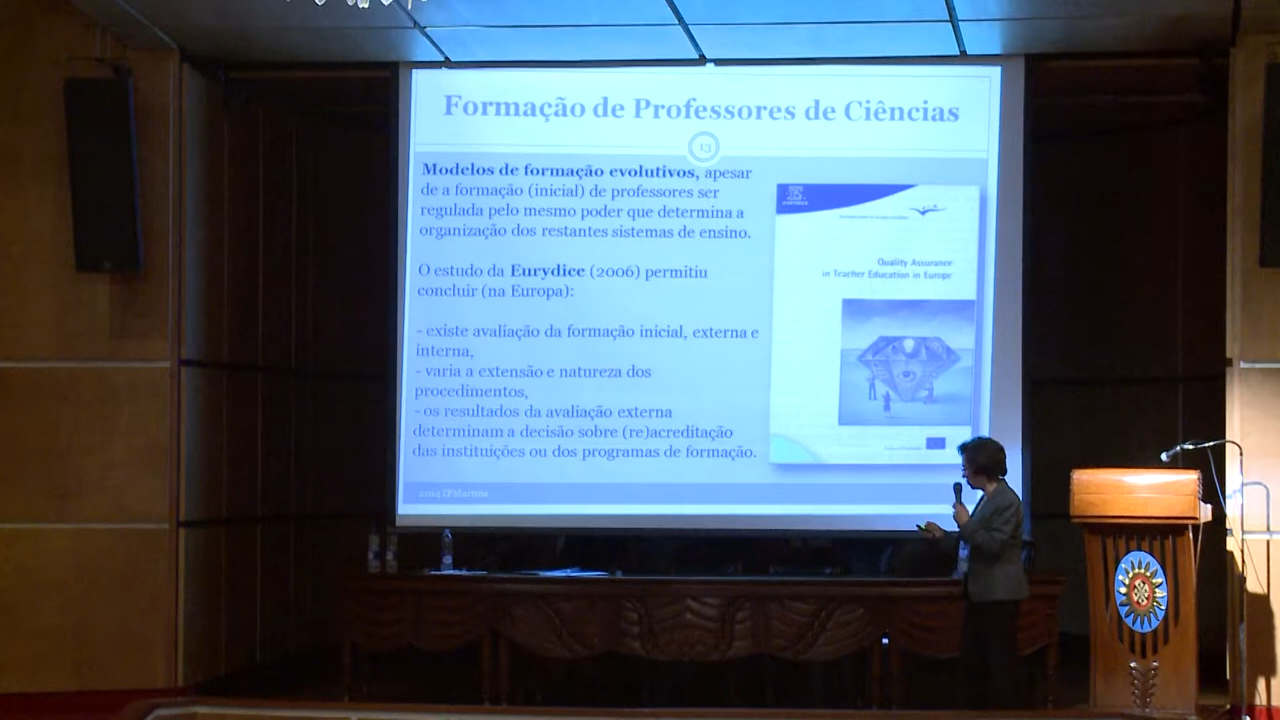 Formação de Professores de Ciências
13
Modelos de formação evolutivos, apesar
de a formação (inicial) de professores ser
regulada pelo mesmo poder que determina a
organização dos restantes sistemas de ensino.
O estudo da Eurydice (2006) permitiu
concluir (na Europa):
- existe avaliação da formação inicial, externa e
interna,
- varia a extensão e natureza dos
procedimentos,
- os resultados da avaliação externa
determinam a decisão sobre (re)acreditação
das instituições ou dos programas de formação.
2014 IPMartins
Quality Assurance
in Teacher Education in Europe